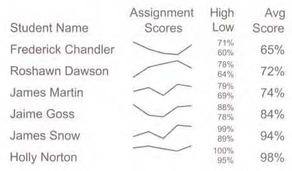 Assignment High Avg
Student Name Scores Low Score
Frederick Chandler 71% 60% 65%
Roshawn Dawson 78% 64% 72%
James Martin 79% 69% 74%
Jaime Goss 88% 78% 84%
James Snow 99% 89% 94%
Holly Norton 100% 95% 98%